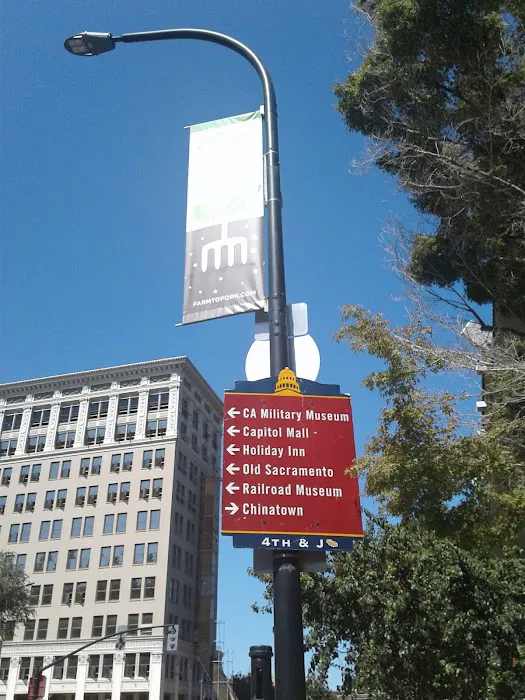 FARMTOFORK.COM
← CA Military Museum
← Capitol Mall
← Holiday Inn
← Old Sacramento
← Railroad Museum
→ Chinatown
4TH & J